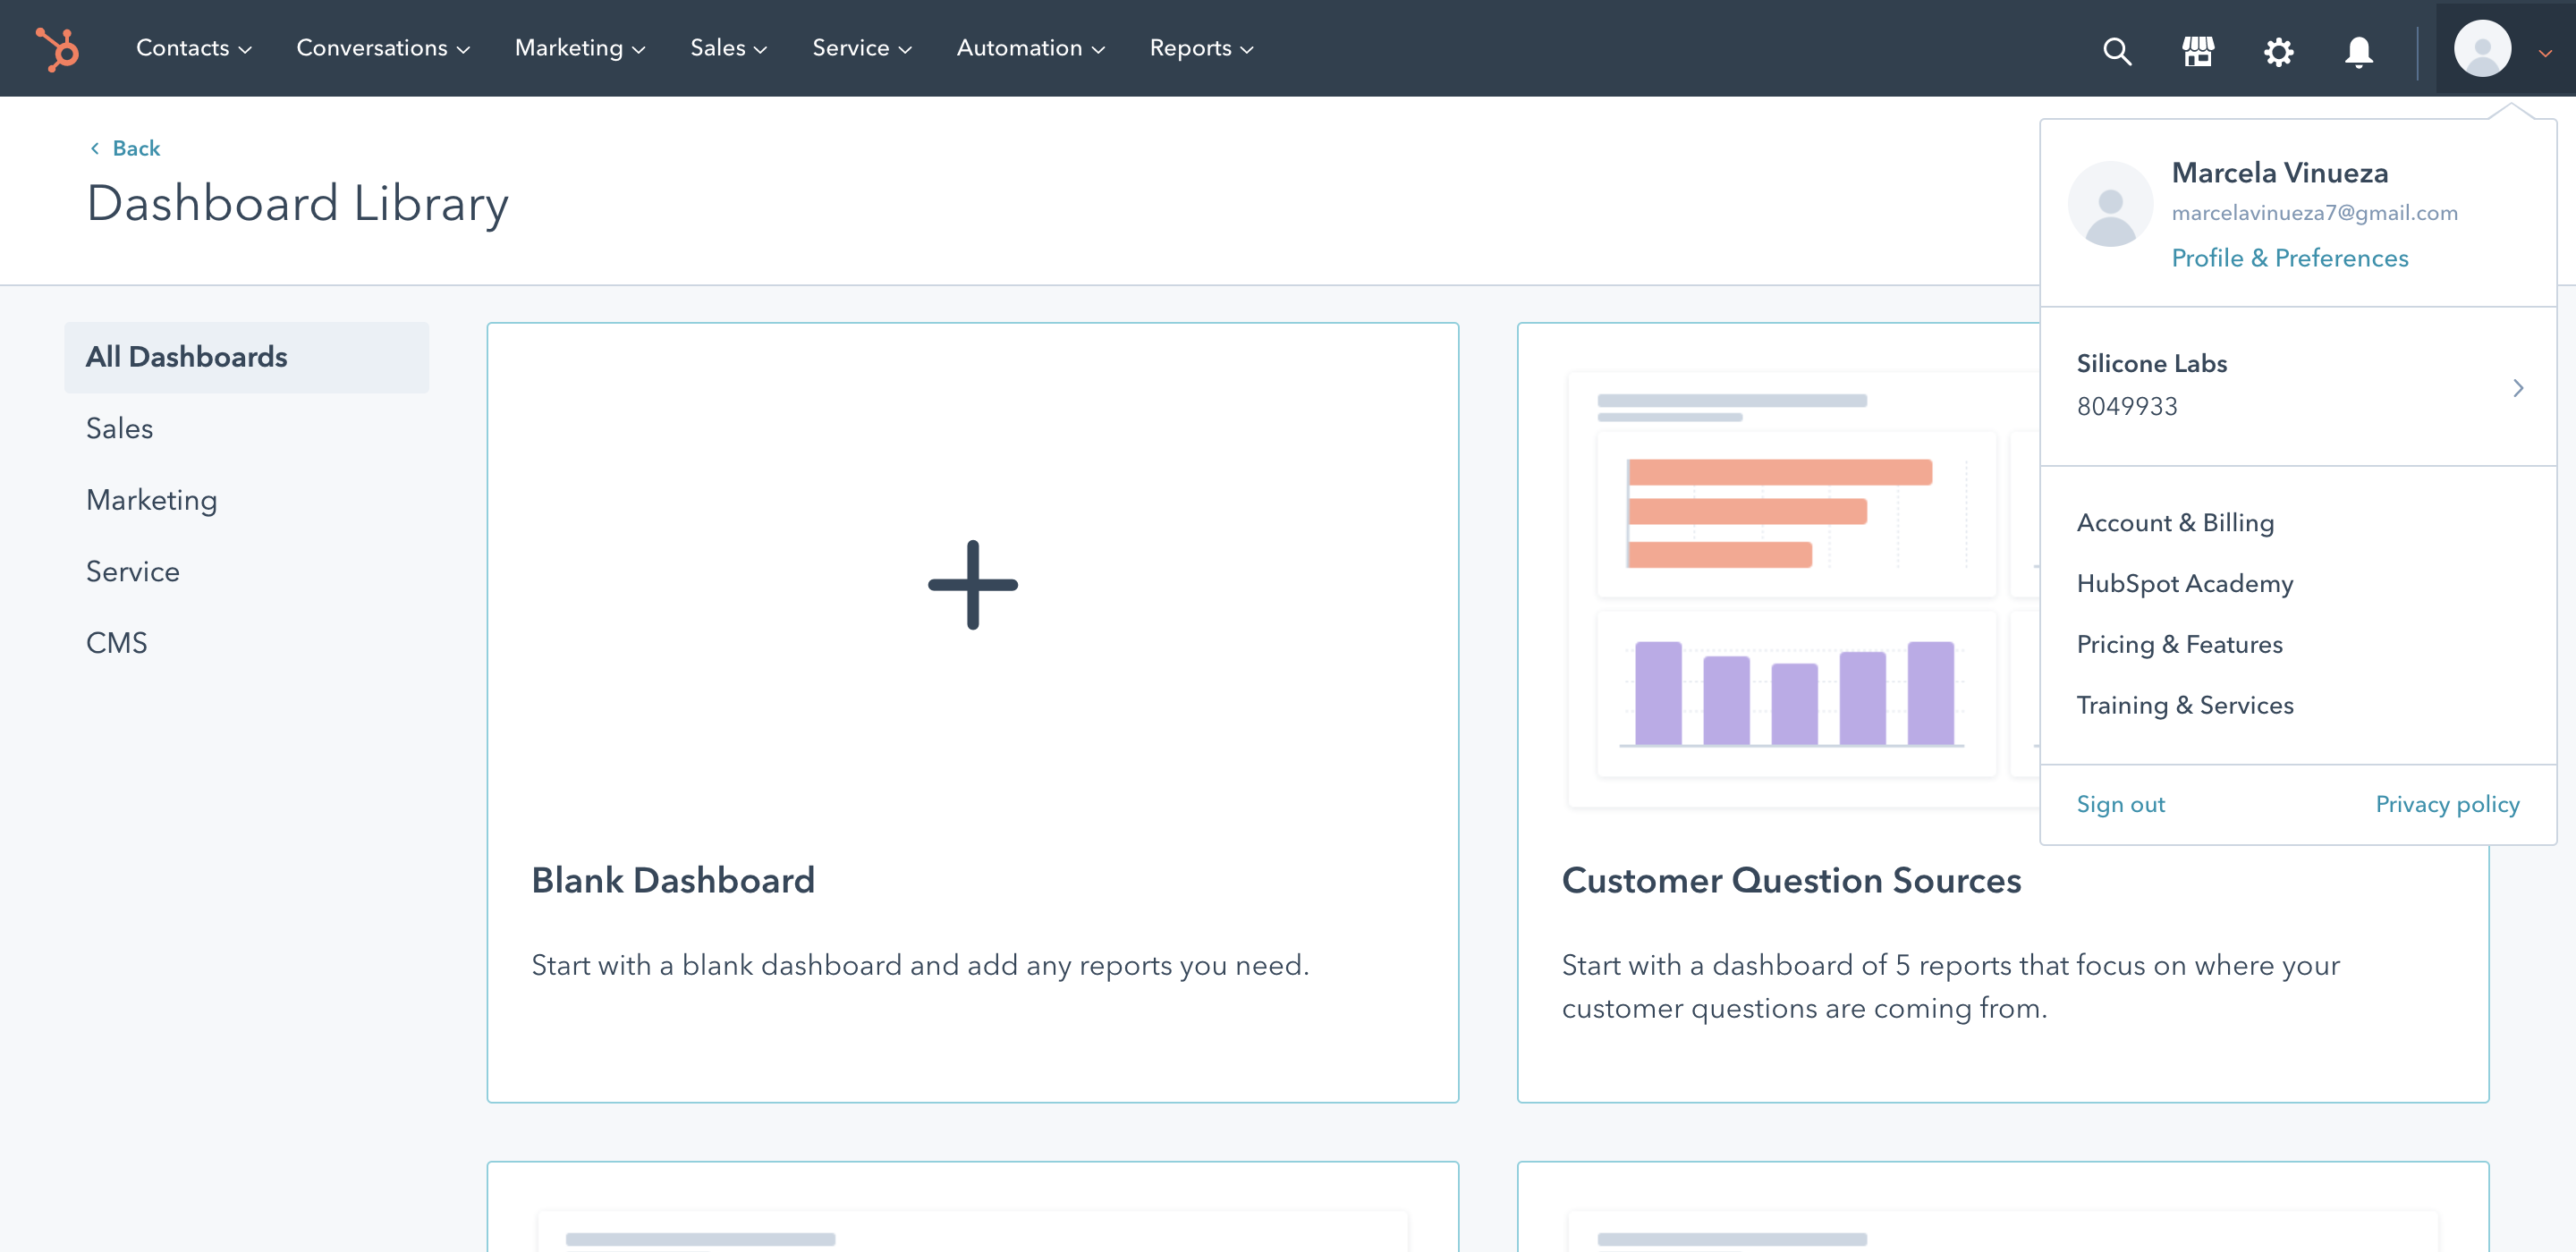 Contacts
Conversations
Marketing
Sales
Service
Automation
Reports
Back
Dashboard Library
All Dashboards
Sales
Marketing
Service
CMS
Blank Dashboard
Start with a blank dashboard and add any reports you need.
Customer Question Sources
Start with a dashboard of 5 reports that focus on where your
customer questions are coming from.
Marcela Vinueza
marcelavinueza7@gmail.com
Profile & Preferences
Silicone Labs
8049933
Account & Billing
HubSpot Academy
Pricing & Features
Training & Services
Sign out
Privacy policy